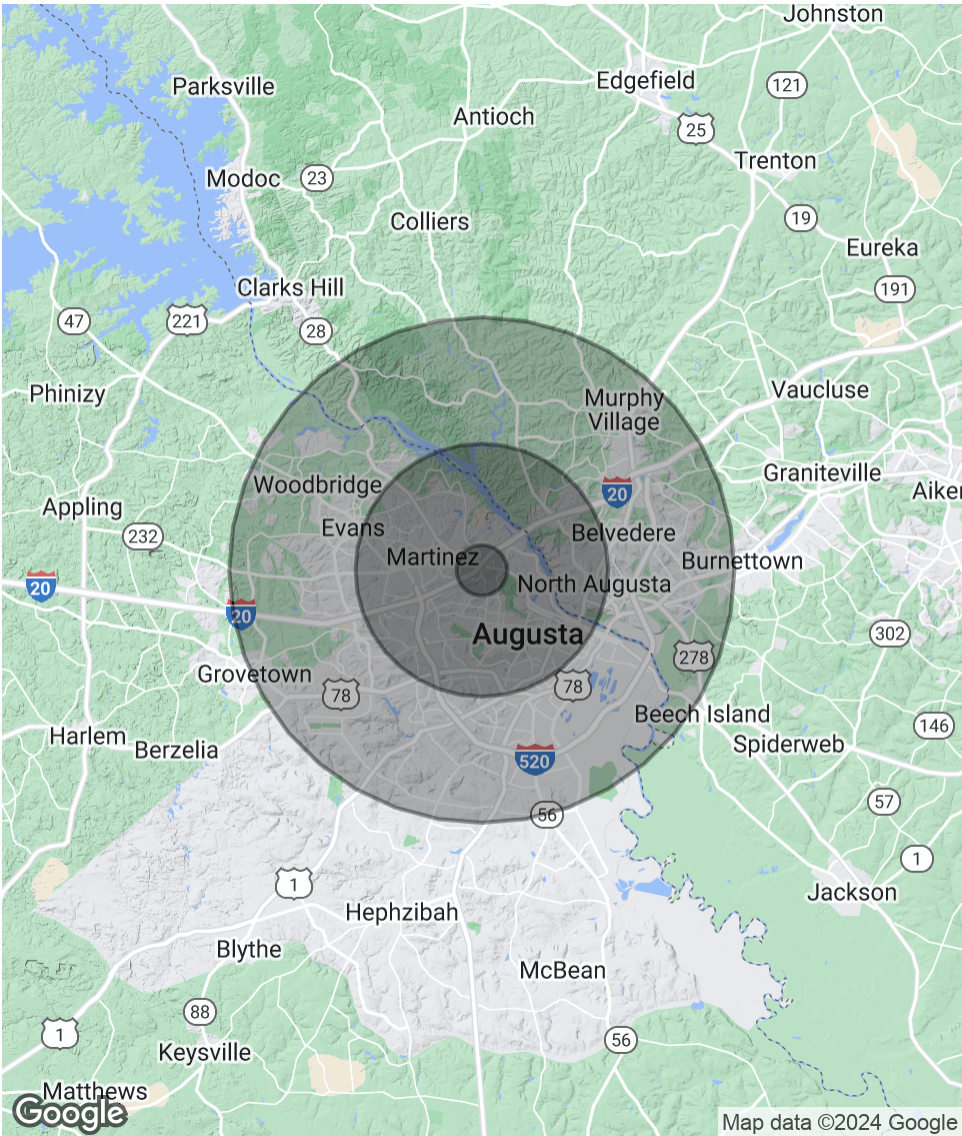 Johnston
Parksville
Edgefield
121
Antioch
25
Trenton
Modoc
23
19
Colliers
Eureka
Clarks Hill
191
47
221
28
Phinizy
Murphy
Village
Vaucluse
Graniteville
Woodbridge
20
Aiken
Appling
Evans
232
Belvedere
Martinez
Burnettown
20
North Augusta
20
Augusta
302
278
Grovetown
78
78
Beech Island
146
Harlem
Berzelia
Spiderweb
520
57
56
1
1
Jackson
Hephzibah
Blythe
McBean
88
1
56
Keysville
Matthews
Google
Map data ©2024 Google